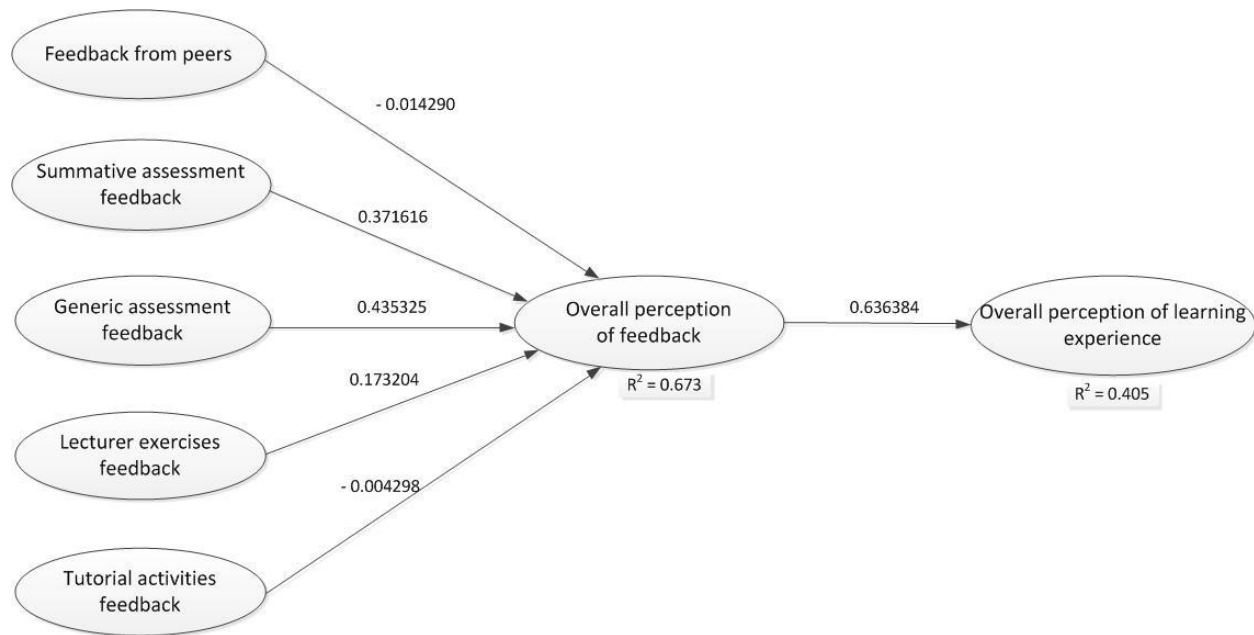 Feedback from peers
- 0.014290
Summative assessment
feedback
0.371616
Generic assessment
feedback
0.435325
Overall perception
of feedback
R² = 0.673
0.636384
Overall perception of learning
experience
R² = 0.405
0.173204
Lecturer exercises
feedback
- 0.004298
Tutorial activities
feedback